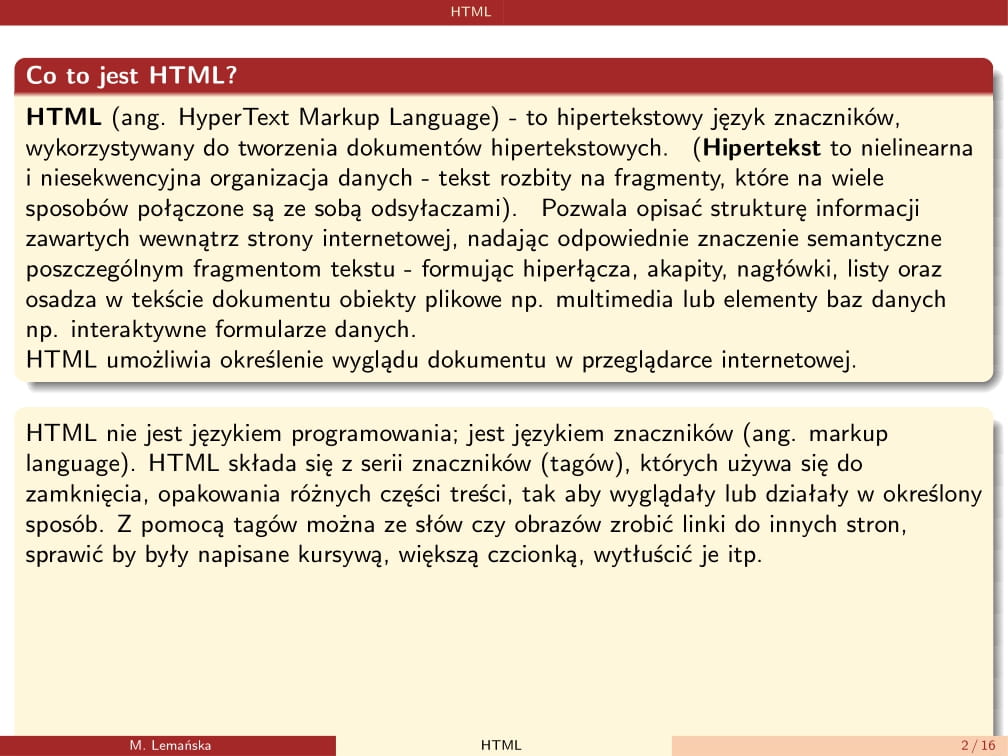 HTML
Co to jest HTML?
HTML (ang. HyperText Markup Language) - to hipertekstowy język znaczników,
wykorzystywany do tworzenia dokumentów hipertekstowych. (Hipertekst to nielinearna
i niesekwencyjna organizacja danych - tekst rozbity na fragmenty, które na wiele
sposobów połączone są ze sobą odsyłaczami). Pozwala opisać strukturę informacji
zawartych wewnątrz strony internetowej, nadając odpowiednie znaczenie semantyczne
poszczególnym fragmentom tekstu - formując hiperłącza, akapity, nagłówki, listy oraz
osadza w tekście dokumentu obiekty plikowe np. multimedia lub elementy baz danych
np. interaktywne formularze danych.
HTML umożliwia określenie wyglądu dokumentu w przeglądarce internetowej.
HTML nie jest językiem programowania; jest językiem znaczników (ang. markup
language). HTML składa się z serii znaczników (tagów), których używa się do
zamknięcia, opakowania różnych części treści, tak aby wyglądały lub działały w określony
sposób. Z pomocą tagów można ze słów czy obrazów zrobić linki do innych stron,
sprawić by były napisane kursywą, większą czcionką, wytłuścić je itp.
M. Lemańska HTML 2 / 16